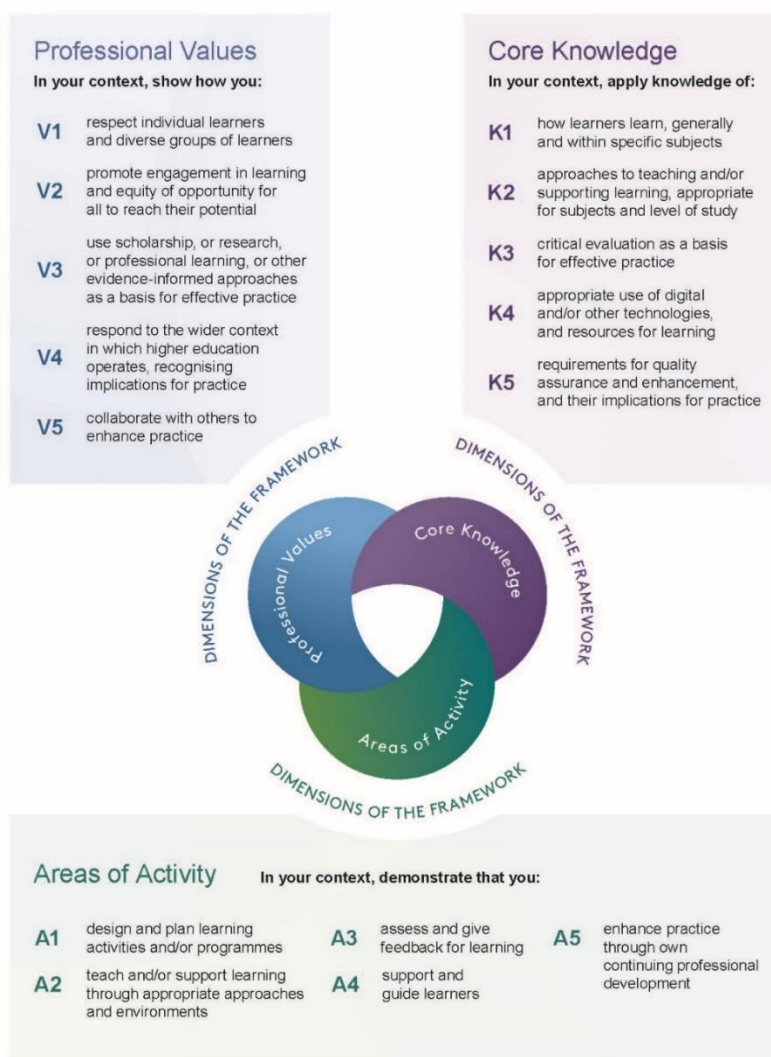 Professional Values
In your context, show how you:
V1 respect individual learners
and diverse groups of learners
V2 promote engagement in learning
and equity of opportunity for
all to reach their potential
V3 use scholarship, or research,
or professional learning, or other
evidence-informed approaches
as a basis for effective practice
V4 respond to the wider context
in which higher education
operates, recognising
implications for practice
V5 collaborate with others to
enhance practice
Core Knowledge
In your context, apply knowledge of:
K1 how learners learn, generally
and within specific subjects
K2 approaches to teaching and/or
supporting learning, appropriate
for subjects and level of study
K3 critical evaluation as a basis
for effective practice
K4 appropriate use of digital
and/or other technologies,
and resources for learning
K5 requirements for quality
assurance and enhancement,
and their implications for practice
DIMENSIONS OF THE FRAMEWORK
Professional Values
DIMENSIONS OF THE FRAMEWORK
Core Knowledge
Areas of Activity
DIMENSIONS OF THE FRAMEWORK
Areas of Activity
In your context, demonstrate that you:
A1 design and plan learning
activities and/or programmes
A2 teach and/or support learning
through appropriate approaches
and environments
A3 assess and give
feedback for learning
A4 support and
guide learners
A5 enhance practice
through own
continuing professional
development